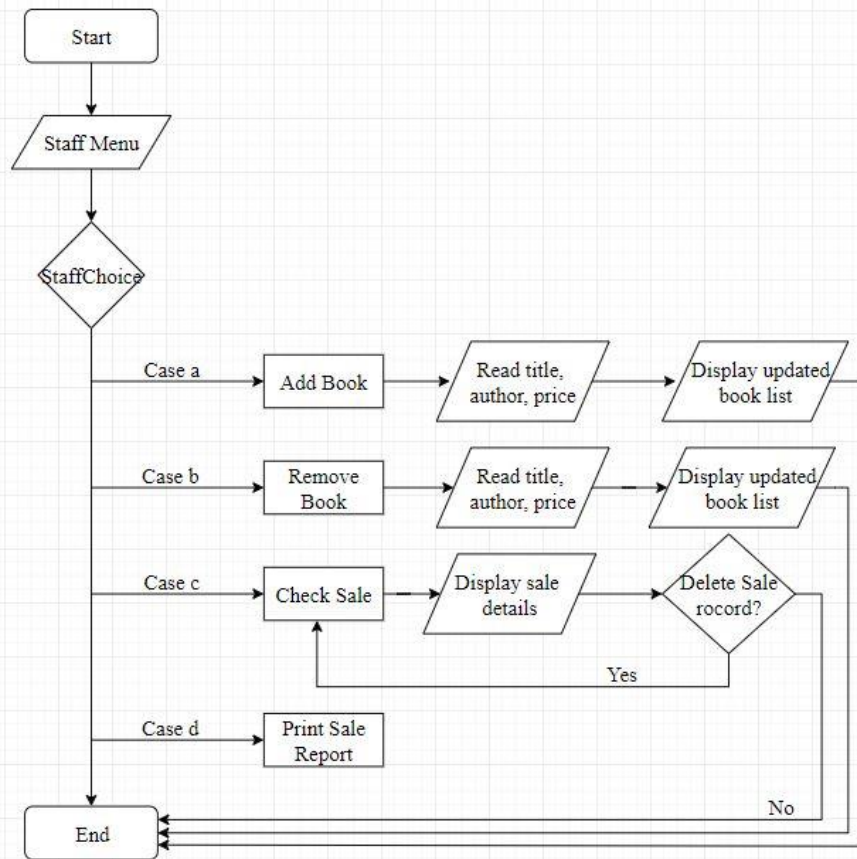 Start
Staff Menu
StaffChoice
Case a
Add Book
Read title,
author, price
Display updated
book list
Case b
Remove
Book
Read title,
author, price
Display updated
book list
Case c
Check Sale
Display sale
details
Delete Sale
rocord?
Yes
Case d
Print Sale
Report
No
End